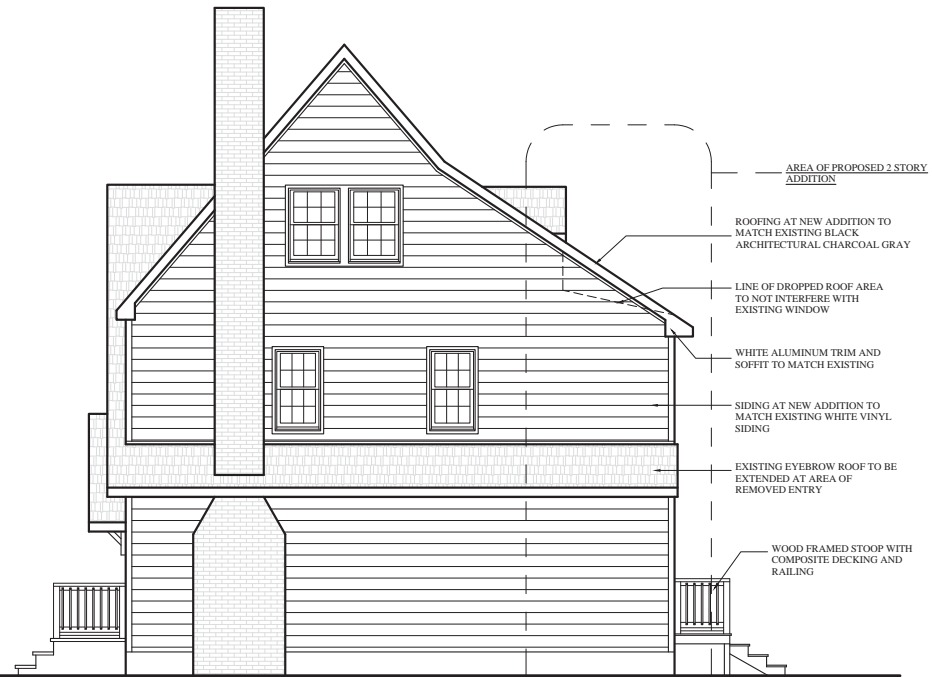 AREA OF PROPOSED 2 STORY
ADDITION
ROOFING AT NEW ADDITION TO
MATCH EXISTING BLACK
ARCHITECTURAL CHARCOAL GRAY
LINE OF DROPPED ROOF AREA
TO NOT INTERFERE WITH
EXISTING WINDOW
WHITE ALUMINUM TRIM AND
SOFFIT TO MATCH EXISTING
SIDING AT NEW ADDITION TO
MATCH EXISTING WHITE VINYL
SIDING
EXISTING EYEBROW ROOF TO BE
EXTENDED AT AREA OF
REMOVED ENTRY
WOOD FRAMED STOOP WITH
COMPOSITE DECKING AND
RAILING